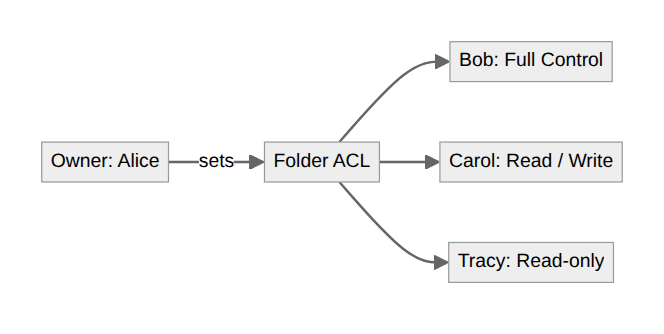 Bob: Full Control
Owner: Alice
sets
Folder ACL
Carol: Read / Write
Tracy: Read-only